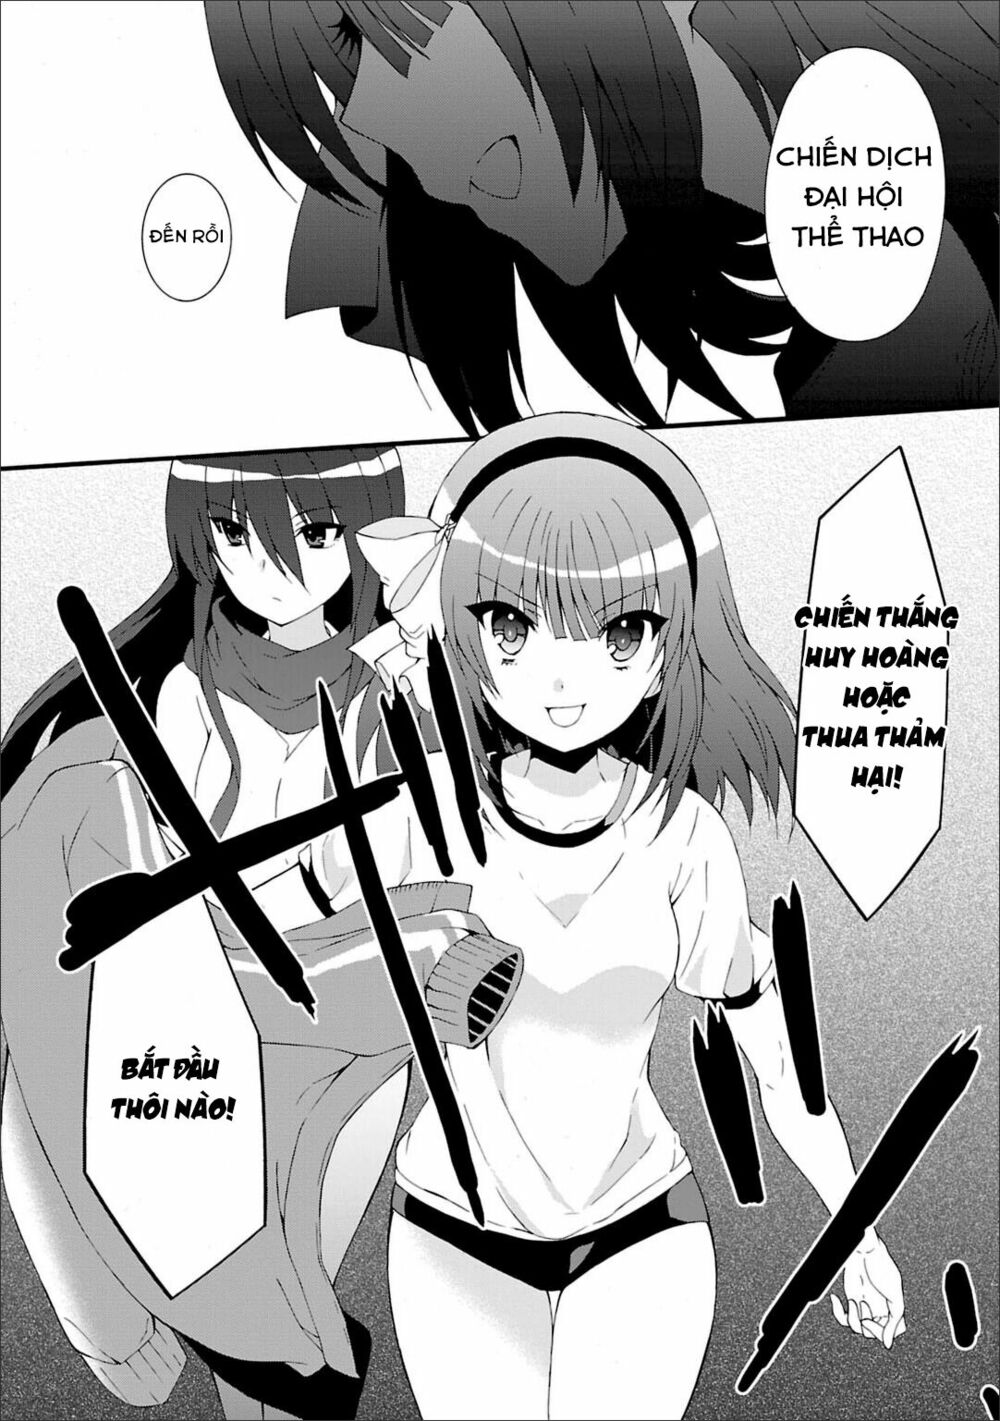 CHIẾN DỊCH
ĐẠI HỘI
THỂ THAO
ĐẾN RỒI
CHIẾN THẮNG
HUY HOÀNG
HOẶC
THUA THẢM
HẠI!
BẮT ĐẦU
THÔI NÀO!